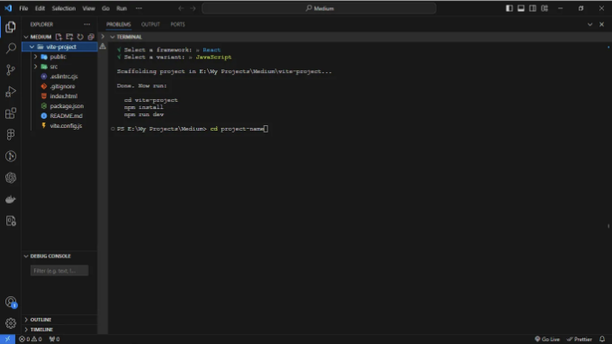 File Edit Selection View Go Run ··· Medium
EXPLORER ···
MEDIUM
vite-project
public
src
.eslintrc.cjs
.gitignore
index.html
package.json
README.md
vite.config.js
DEBUG CONSOLE
Filter (e.g. text, !...
OUTLINE
TIMELINE
PROBLEMS OUTPUT PORTS
TERMINAL
√ Select a framework: » React
√ Select a variant: » JavaScript
Scaffolding project in E:\My Projects\Medium\vite-project...
Done. Now run:
cd vite-project
npm install
npm run dev
PS E:\My Projects\Medium> cd project-name
0 0 0 Go Live Prettier